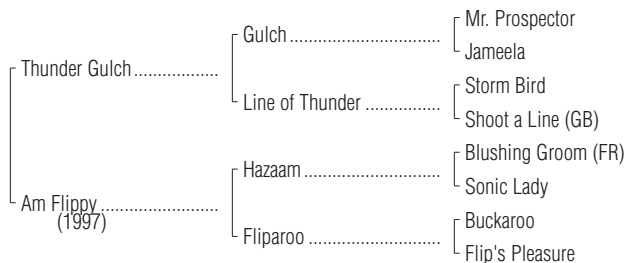 Mr. Prospector
Gulch
Jameela
Thunder Gulch
Storm Bird
Line of Thunder
Shoot a Line (GB)
Blushing Groom (FR)
Hazaam
Sonic Lady
Am Flippy
(1997)
Buckaroo
Fliparoo
Flip's Pleasure